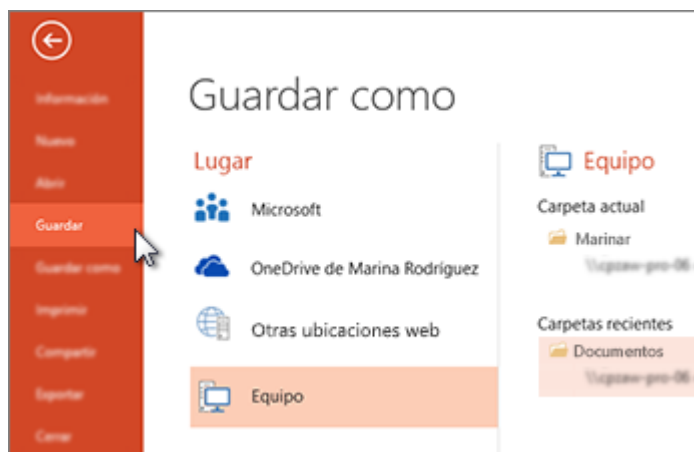 Información
Nuevo
Abrir
Guardar
Guardar como
Imprimir
Compartir
Exportar
Cerrar
Guardar como
Lugar
Microsoft
OneDrive de Marina Rodríguez
Otras ubicaciones web
Equipo
Equipo
Carpeta actual
Marinar
Carpetas recientes
Documentos